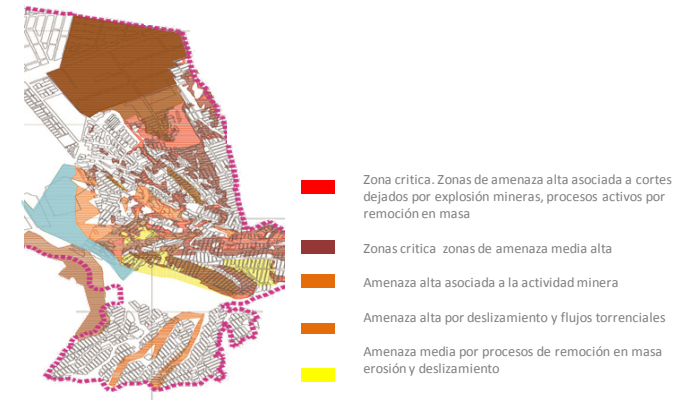 Zona critica. Zonas de amenaza alta asociada a cortes
dejados por explosión mineras, procesos activos por
remoción en masa
Zonas critica zonas de amenaza media alta
Amenaza alta asociada a la actividad minera
Amenaza alta por deslizamiento y flujos torrenciales
Amenaza media por procesos de remoción en masa
erosión y deslizamiento